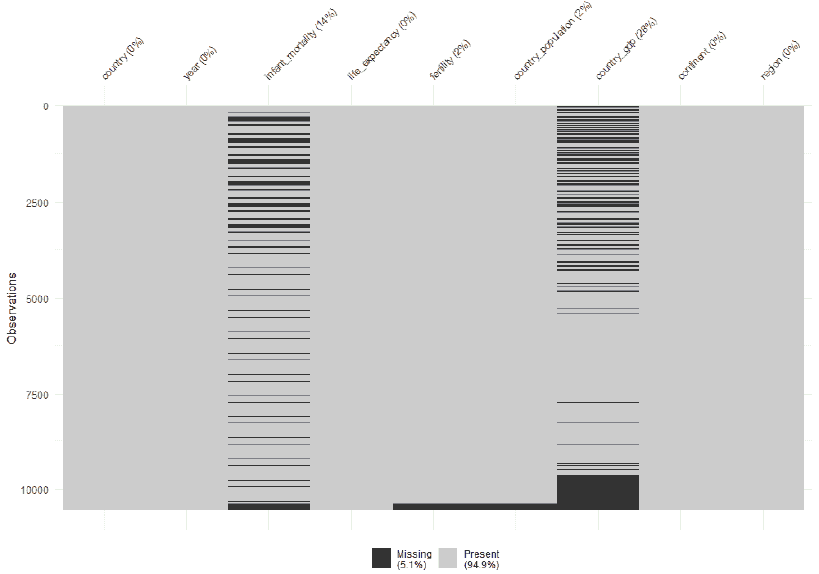 country (0%)
year (0%)
infant_mortality (14%)
life_expectancy (0%)
fertility (2%)
country_population (2%)
country_gdp (28%)
continent (0%)
region (0%)
0
2500
5000
7500
10000
Observations
Missing
(5.1%)
Present
(94.9%)